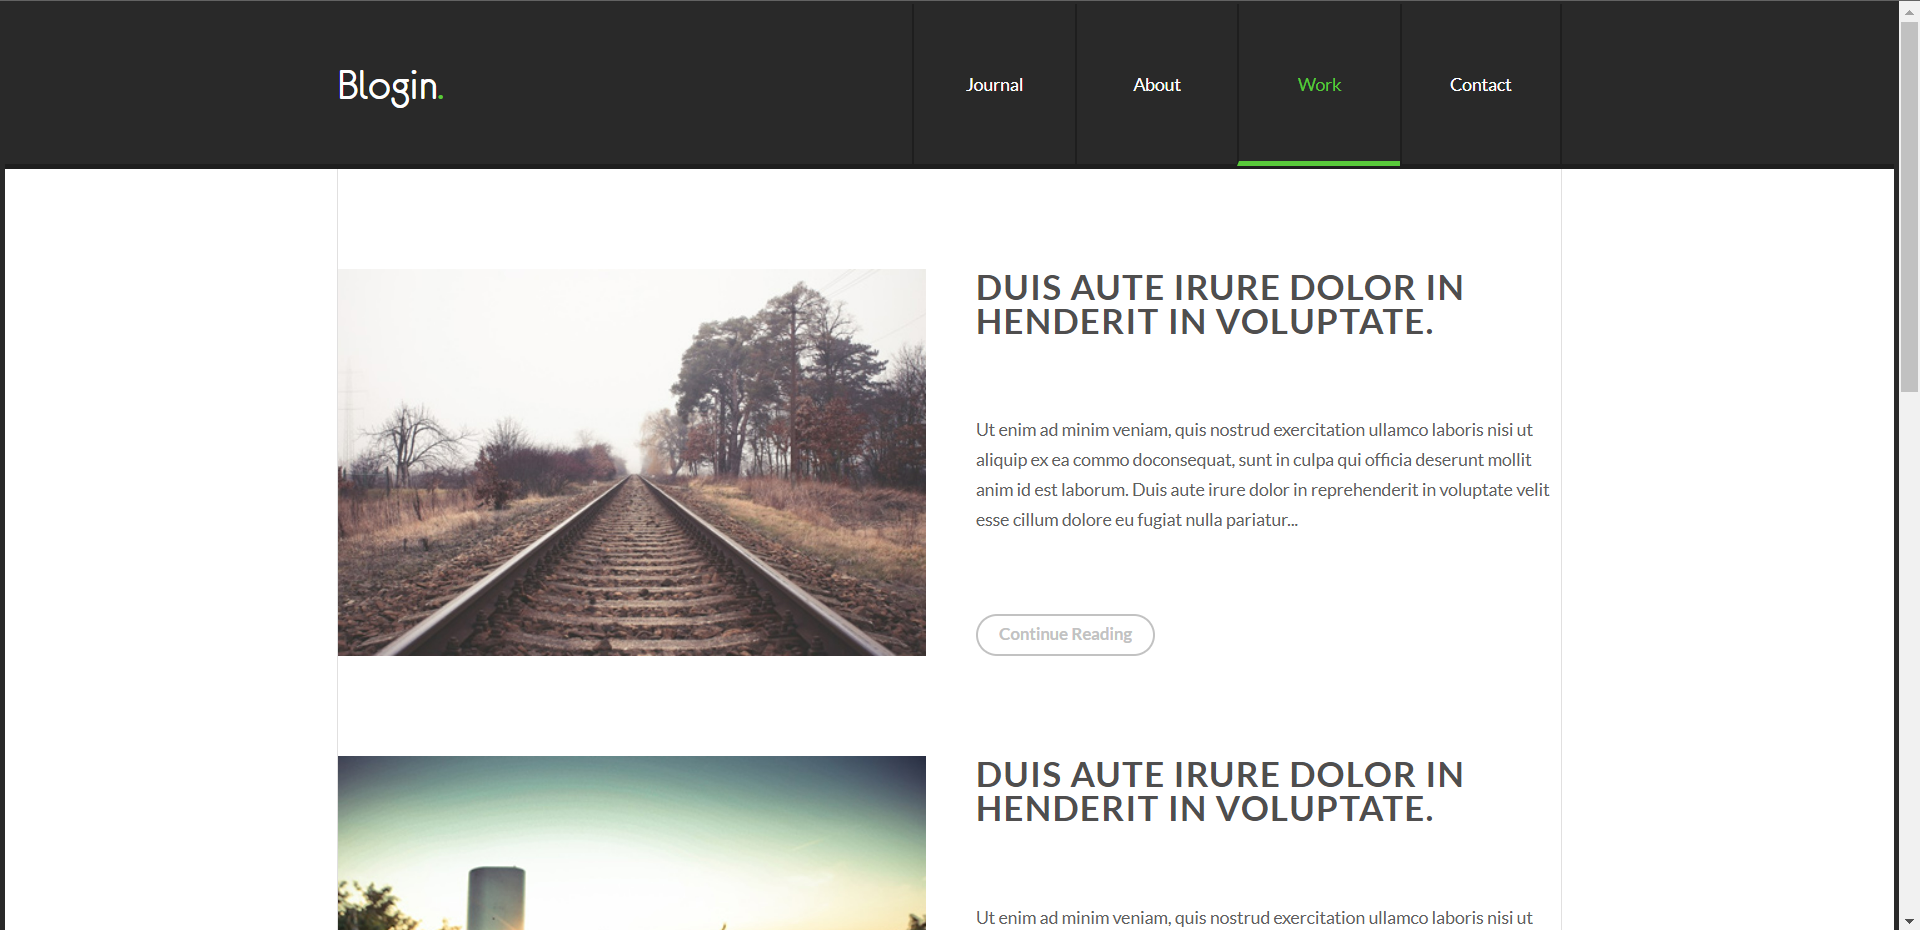 Blogin.
Journal
About
Work
Contact
DUIS AUTE IRURE DOLOR IN
HENDERIT IN VOLUPTATE.
Ut enim ad minim veniam, quis nostrud exercitation ullamco laboris nisi ut
aliquip ex ea commo doconsequat, sunt in culpa qui officia deserunt mollit
anim id est laborum. Duis aute irure dolor in reprehenderit in voluptate velit
esse cillum dolore eu fugiat nulla pariatur...
Continue Reading
DUIS AUTE IRURE DOLOR IN
HENDERIT IN VOLUPTATE.
Ut enim ad minim veniam, quis nostrud exercitation ullamco laboris nisi ut